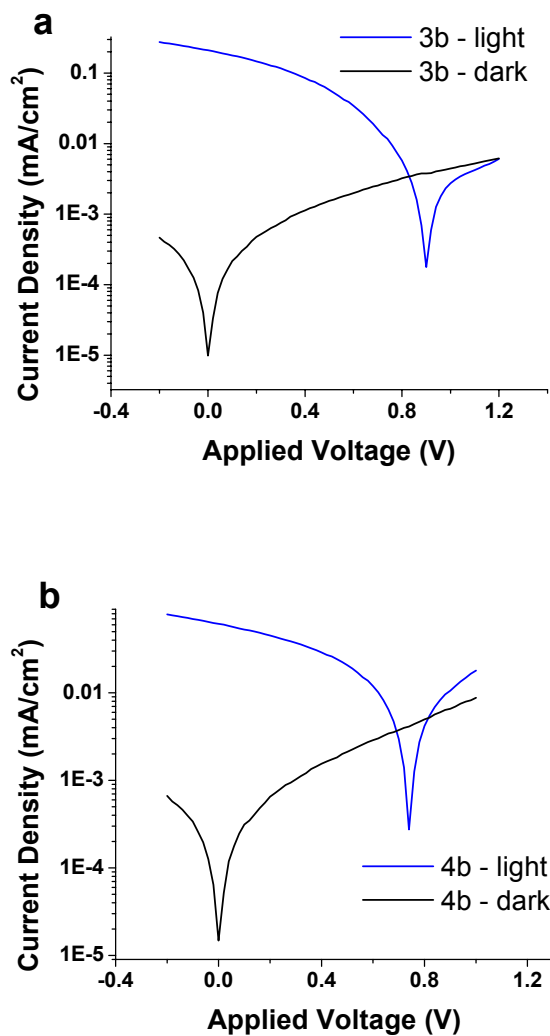 a
3b - light
3b - dark
0.1
0.01
1E-3
1E-4
1E-5
Current Density (mA/cm²)
-0.4 0.0 0.4 0.8 1.2
Applied Voltage (V)
b
0.01
1E-3
1E-4
1E-5
Current Density (mA/cm²)
4b - light
4b - dark
-0.4 0.0 0.4 0.8 1.2
Applied Voltage (V)